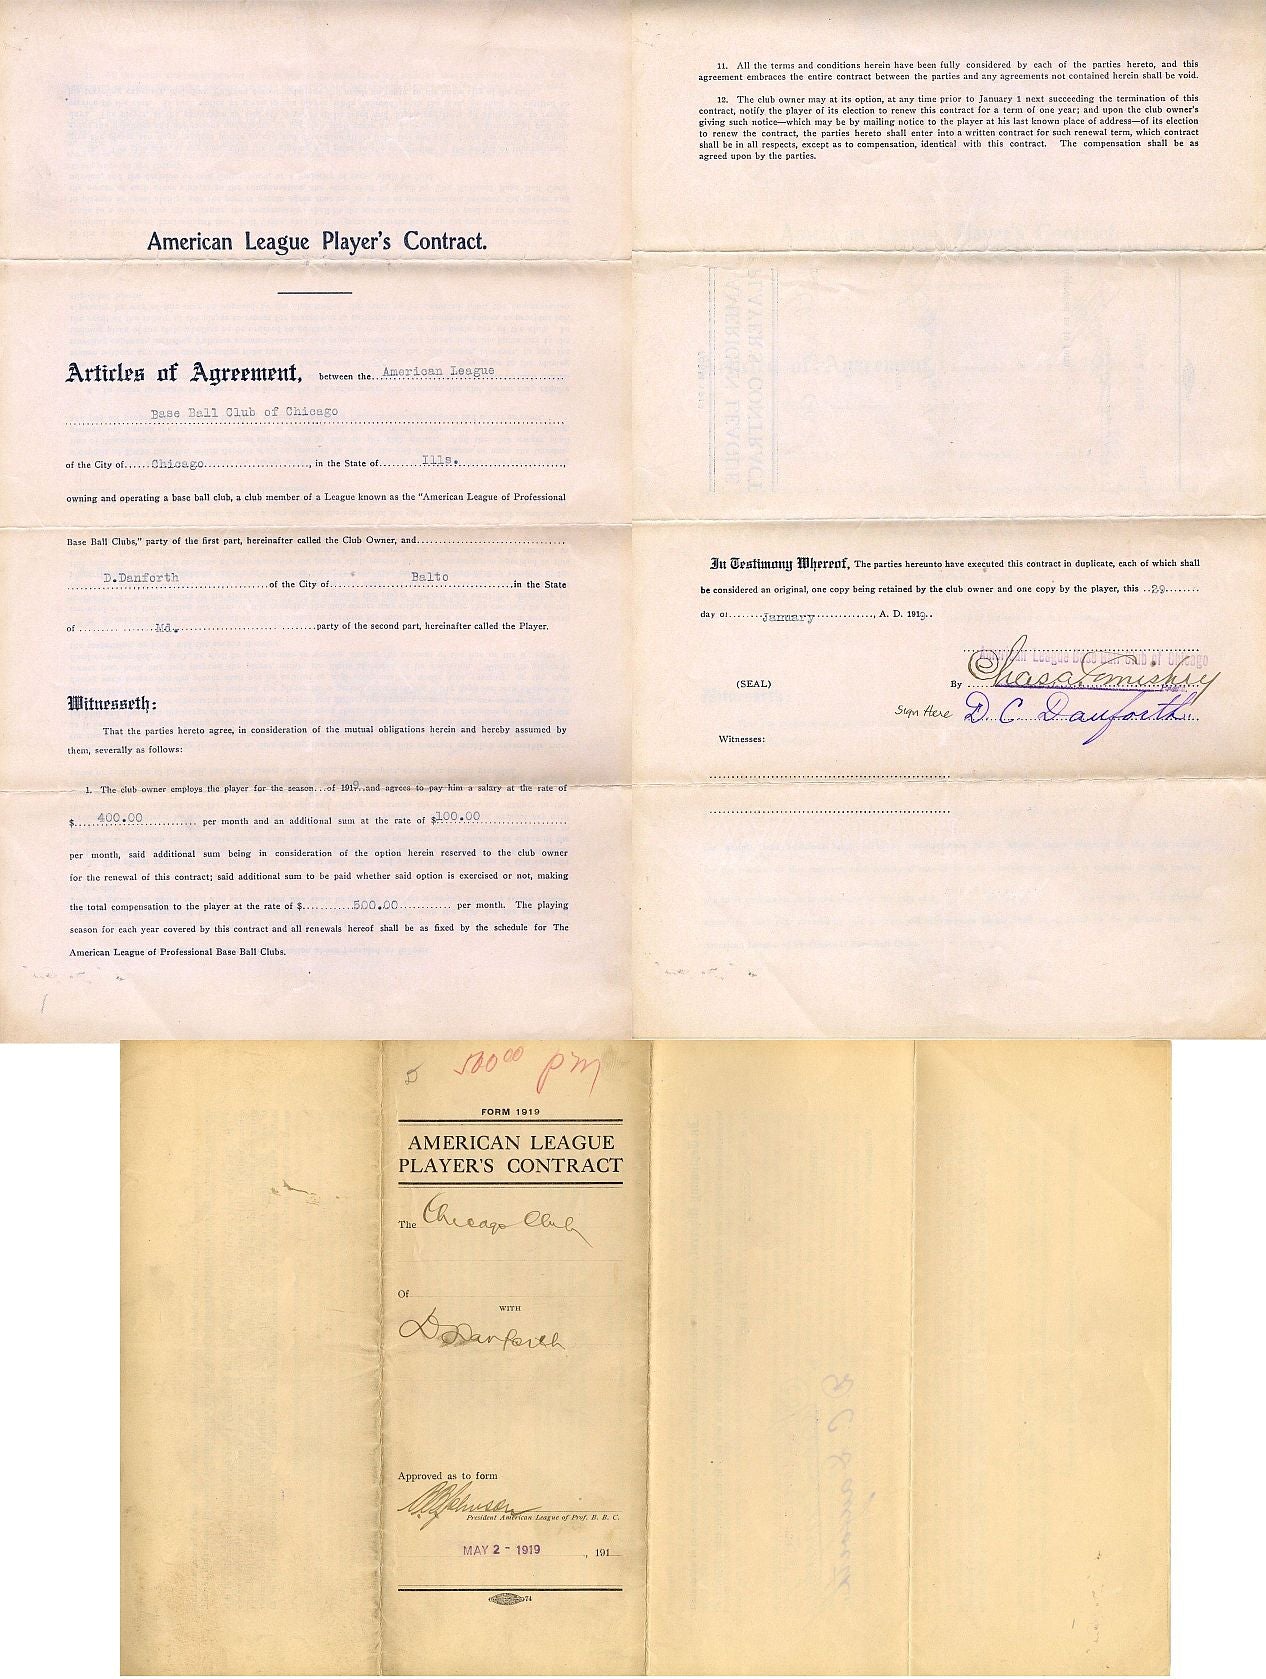 American League Player's Contract.
Articles of Agreement, between the American League
Base Ball Club of Chicago
of the City of Chicago, in the State of Ills.,
owning and operating a base ball club, a club member of a League known as the "American League of Professional
Base Ball Clubs," party of the first part, hereinafter called the Club Owner, and
D.Danforth of the City of Balto in the State
of Md. party of the second part, hereinafter called the Player.
Witnesseth:
That the parties hereto agree, in consideration of the mutual obligations herein and hereby assumed by
them, severally as follows:
1. The club owner employs the player for the season of 1919 and agrees to pay him a salary at the rate of
$ 400.00 per month and an additional sum at the rate of $100.00
per month, said additional sum being in consideration of the option herein reserved to the club owner
for the renewal of this contract; said additional sum to be paid whether said option is exercised or not, making
the total compensation to the player at the rate of $ 500.00 per month. The playing
season for each year covered by this contract and all renewals hereof shall be as fixed by the schedule for The
American League of Professional Base Ball Clubs.
11. All the terms and conditions herein have been fully considered by each of the parties hereto, and this
agreement embraces the entire contract between the parties and any agreements not contained herein shall be void.
12. The club owner may at its option, at any time prior to January 1 next succeeding the termination of this
contract, notify the player of its election to renew this contract for a term of one year; and upon the club owner's
giving such notice—which may be by mailing notice to the player at his last known place of address—of its election
to renew the contract, the parties hereto shall enter into a written contract for such renewal term, which contract
shall be in all respects, except as to compensation, identical with this contract. The compensation shall be as
agreed upon by the parties.
In Testimony Whereof, The parties hereunto have executed this contract in duplicate, each of which shall
be considered an original, one copy being retained by the club owner and one copy by the player, this 29
day of January, A. D. 1919.
American League Base Ball Club of Chicago
(SEAL) By Chas A Comiskey
Sign Here D. C. Danforth
Witnesses:
500 00 pm
FORM 1919
AMERICAN LEAGUE
PLAYER'S CONTRACT
The Chicago Club
Of
WITH
D Danforth
Approved as to form
B B Johnson
President American League of Prof. B. B. C.
MAY 2 - 1919, 191
74